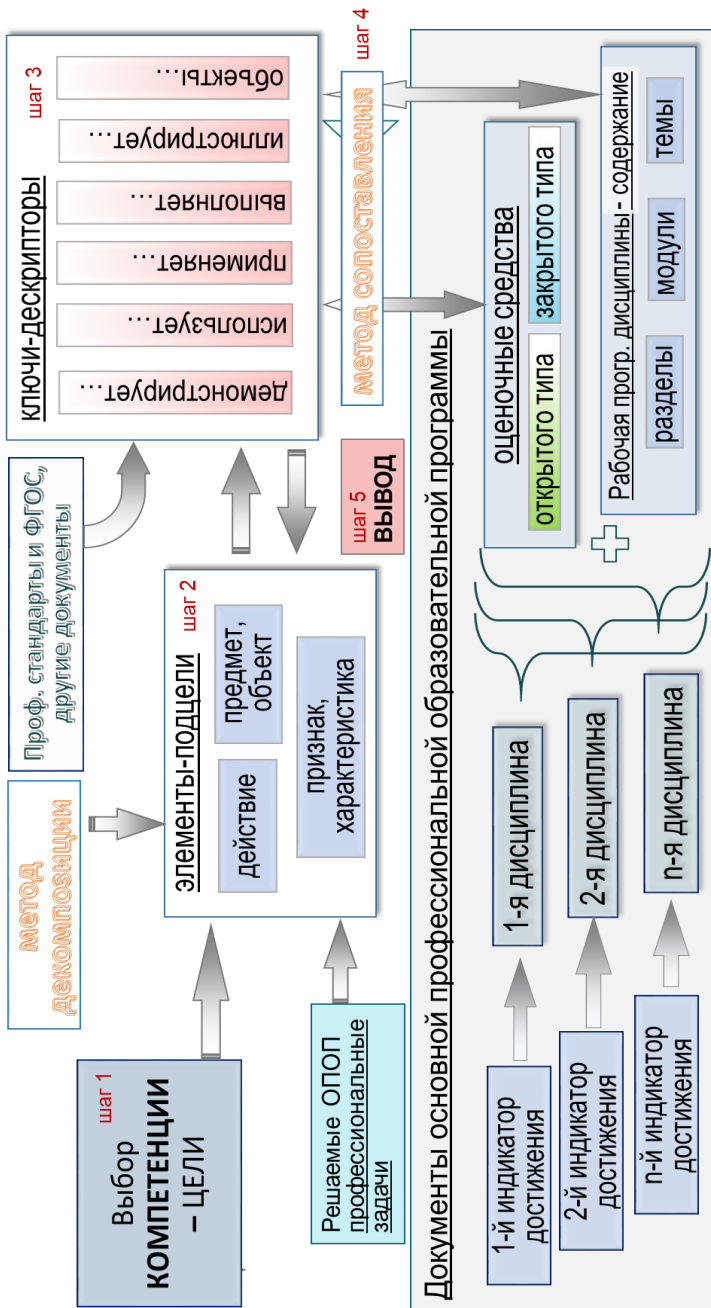 шаг 1
Выбор
КОМПЕТЕНЦИИ
– ЦЕЛИ
метод
декомпозиции
Решаемые ОПОП
профессиональные
задачи
элементы-подцели
шаг 2
действие
предмет,
объект
признак,
характеристика
Проф. стандарты и ФГОС,
другие документы
ключи-дескрипторы
шаг 3
демонстрирует…
использует…
применяет…
выполняет…
иллюстрирует…
объекты…
шаг 4
метод сопоставления
шаг 5
ВЫВОД
Документы основной профессиональной образовательной программы
1-й индикатор
достижения
2-й индикатор
достижения
n-й индикатор
достижения
1-я дисциплина
2-я дисциплина
n-я дисциплина
оценочные средства
открытого типа
закрытого типа
Рабочая прогр. дисциплины- содержание
разделы
модули
темы